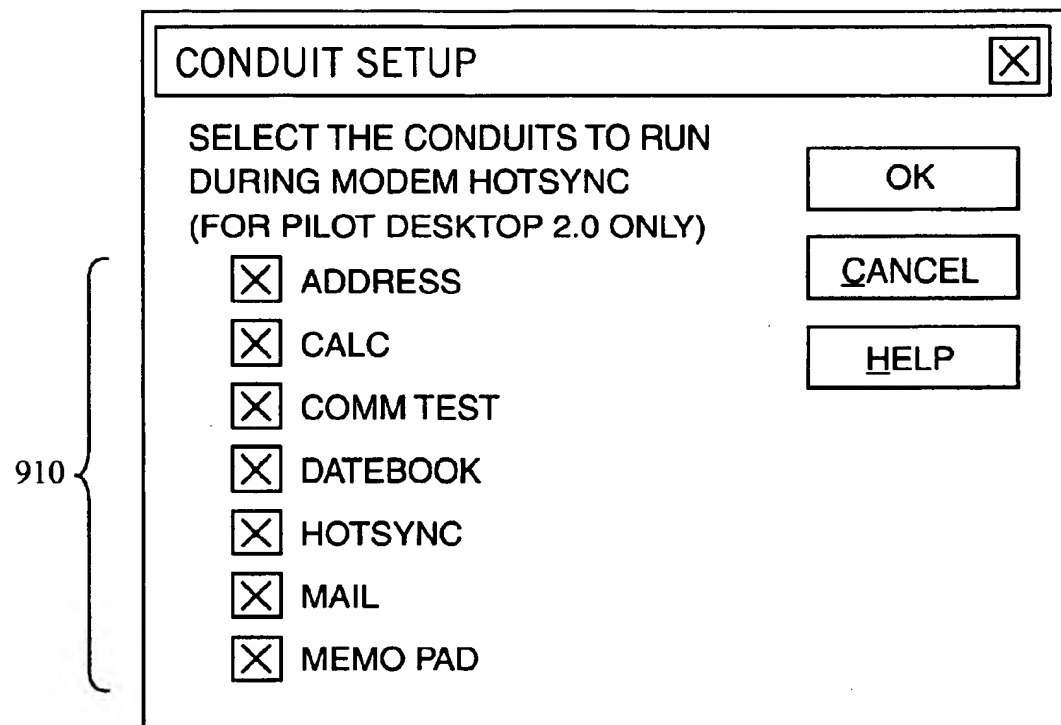 CONDUIT SETUP
SELECT THE CONDUITS TO RUN
DURING MODEM HOTSYNC
(FOR PILOT DESKTOP 2.0 ONLY)
ADDRESS
CALC
COMM TEST
DATEBOOK
HOTSYNC
MAIL
MEMO PAD
OK
CANCEL
HELP
910